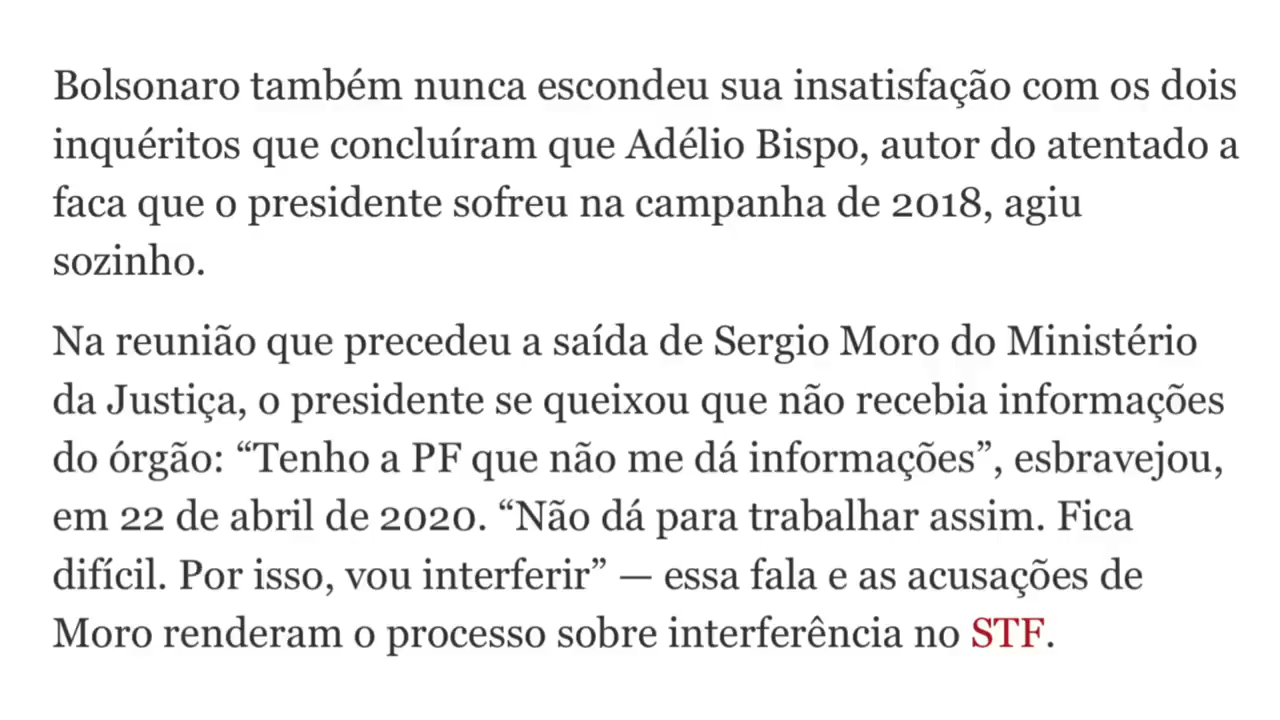 Bolsonaro também nunca escondeu sua insatisfação com os dois
inquéritos que concluíram que Adélio Bispo, autor do atentado a
faca que o presidente sofreu na campanha de 2018, agiu
sozinho.
Na reunião que precedeu a saída de Sergio Moro do Ministério
da Justiça, o presidente se queixou que não recebia informações
do órgão: “Tenho a PF que não me dá informações”, esbravejou,
em 22 de abril de 2020. “Não dá para trabalhar assim. Fica
difícil. Por isso, vou interferir” — essa fala e as acusações de
Moro renderam o processo sobre interferência no STF.